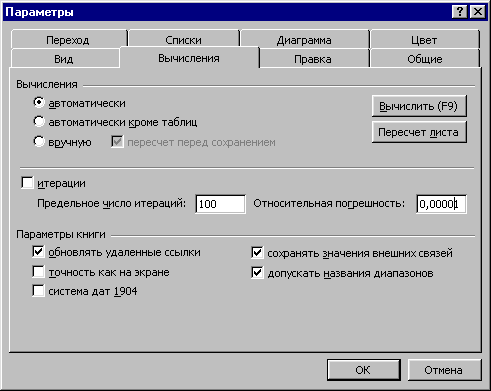 Параметры
Переход Списки Диаграмма Цвет
Вид Вычисления Правка Общие
Вычисления
автоматически
автоматически кроме таблиц
вручную пересчет перед сохранением
Вычислить (F9)
Пересчет листа
итерации
Предельное число итераций: 100 Относительная погрешность: 0,00001
Параметры книги
обновлять удаленные ссылки
точность как на экране
система дат 1904
сохранять значения внешних связей
допускать названия диапазонов
OK Отмена